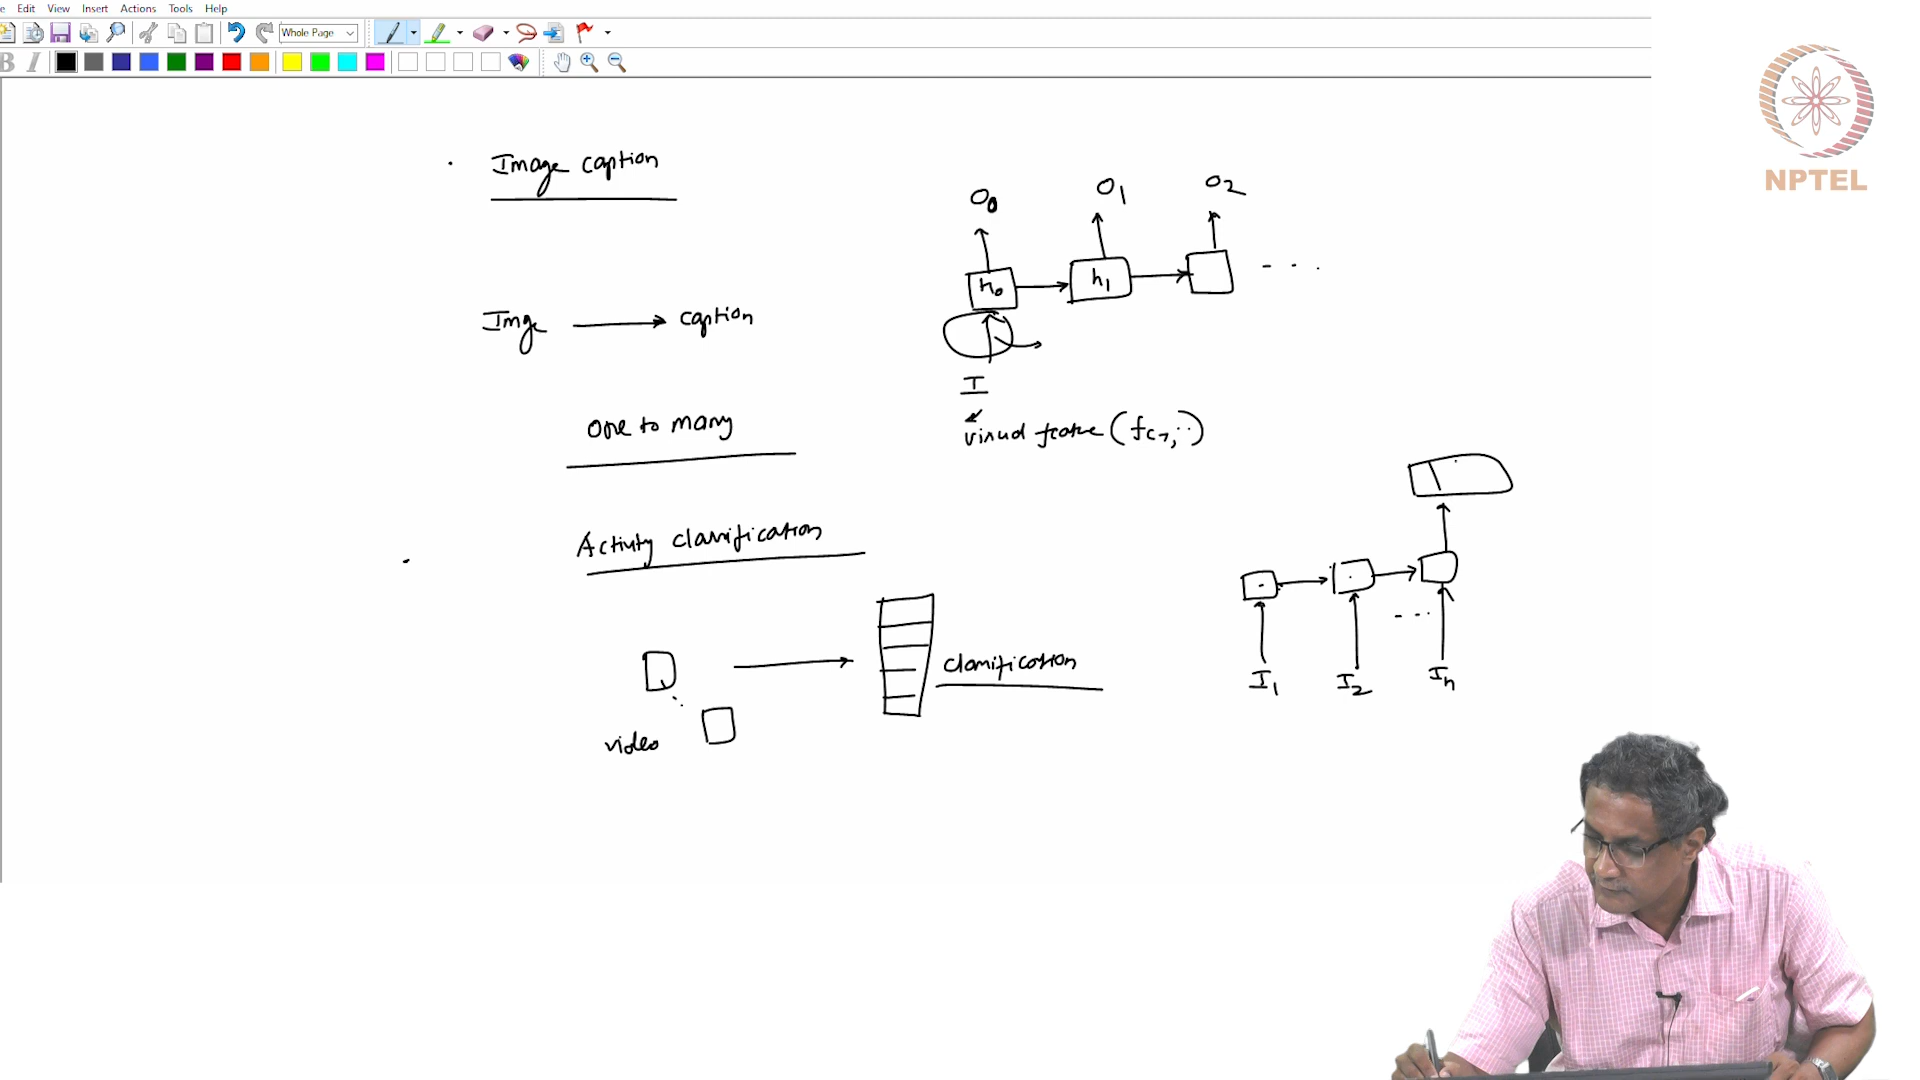 Edit View Insert Actions Tools Help
Whole Page
B I
NPTEL
Image caption
O0 O1 O2
h0 h1
Imge caption
I
one to many
visual feature (fc7, ..)
Activity classification
classification
I1 I2 In
video